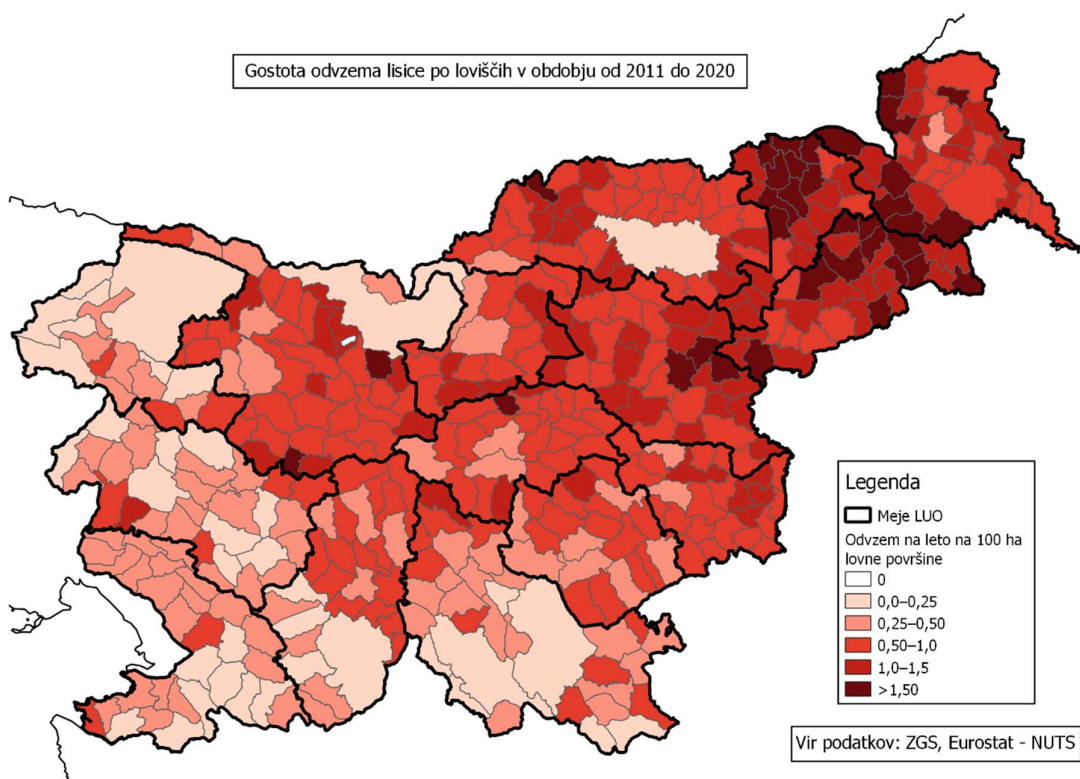 Gostota odvzema lisice po loviščih v obdobju od 2011 do 2020
Legenda
Meje LUO
Odvzem na leto na 100 ha
lovne površine
0
0,0–0,25
0,25–0,50
0,50–1,0
1,0–1,5
>1,50
Vir podatkov: ZGS, Eurostat - NUTS